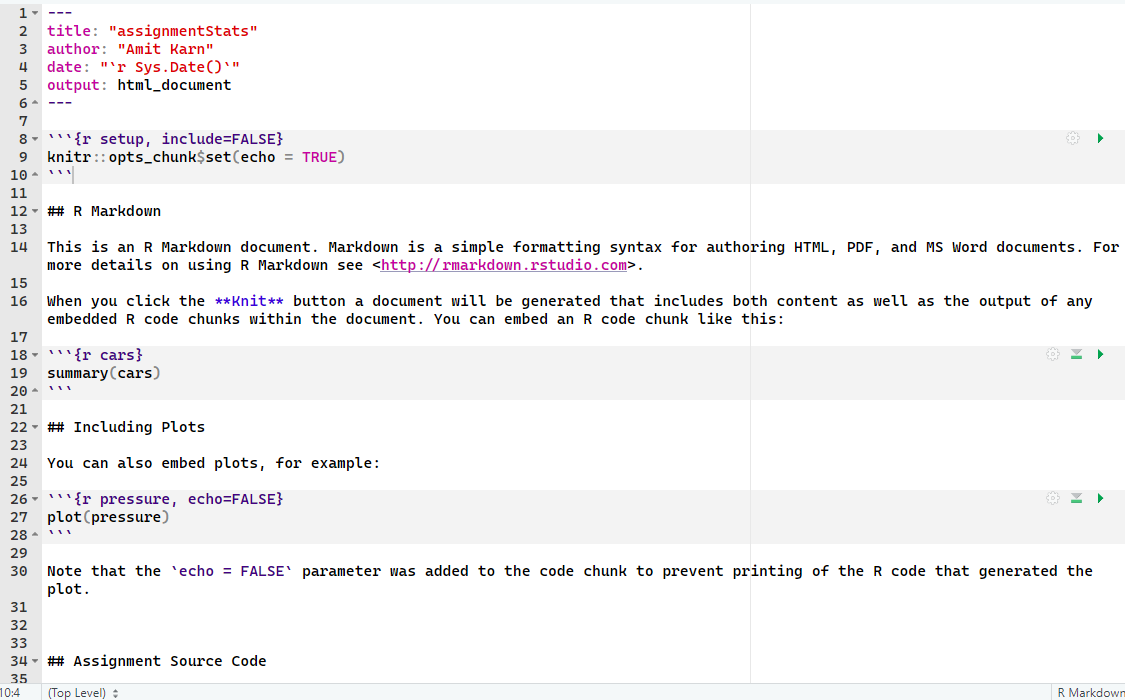 1 ---
2 title: "assignmentStats"
3 author: "Amit Karn"
4 date: "`r Sys.Date()`"
5 output: html_document
6 ---
7
8 ```{r setup, include=FALSE}
9 knitr::opts_chunk$set(echo = TRUE)
10 ```
11
12 ## R Markdown
13
14 This is an R Markdown document. Markdown is a simple formatting syntax for authoring HTML, PDF, and MS Word documents. For
more details on using R Markdown see <http://rmarkdown.rstudio.com>.
15
16 When you click the **Knit** button a document will be generated that includes both content as well as the output of any
embedded R code chunks within the document. You can embed an R code chunk like this:
17
18 ```{r cars}
19 summary(cars)
20 ```
21
22 ## Including Plots
23
24 You can also embed plots, for example:
25
26 ```{r pressure, echo=FALSE}
27 plot(pressure)
28 ```
29
30 Note that the `echo = FALSE` parameter was added to the code chunk to prevent printing of the R code that generated the
plot.
31
32
33
34 ## Assignment Source Code
35
10:4 (Top Level) R Markdown